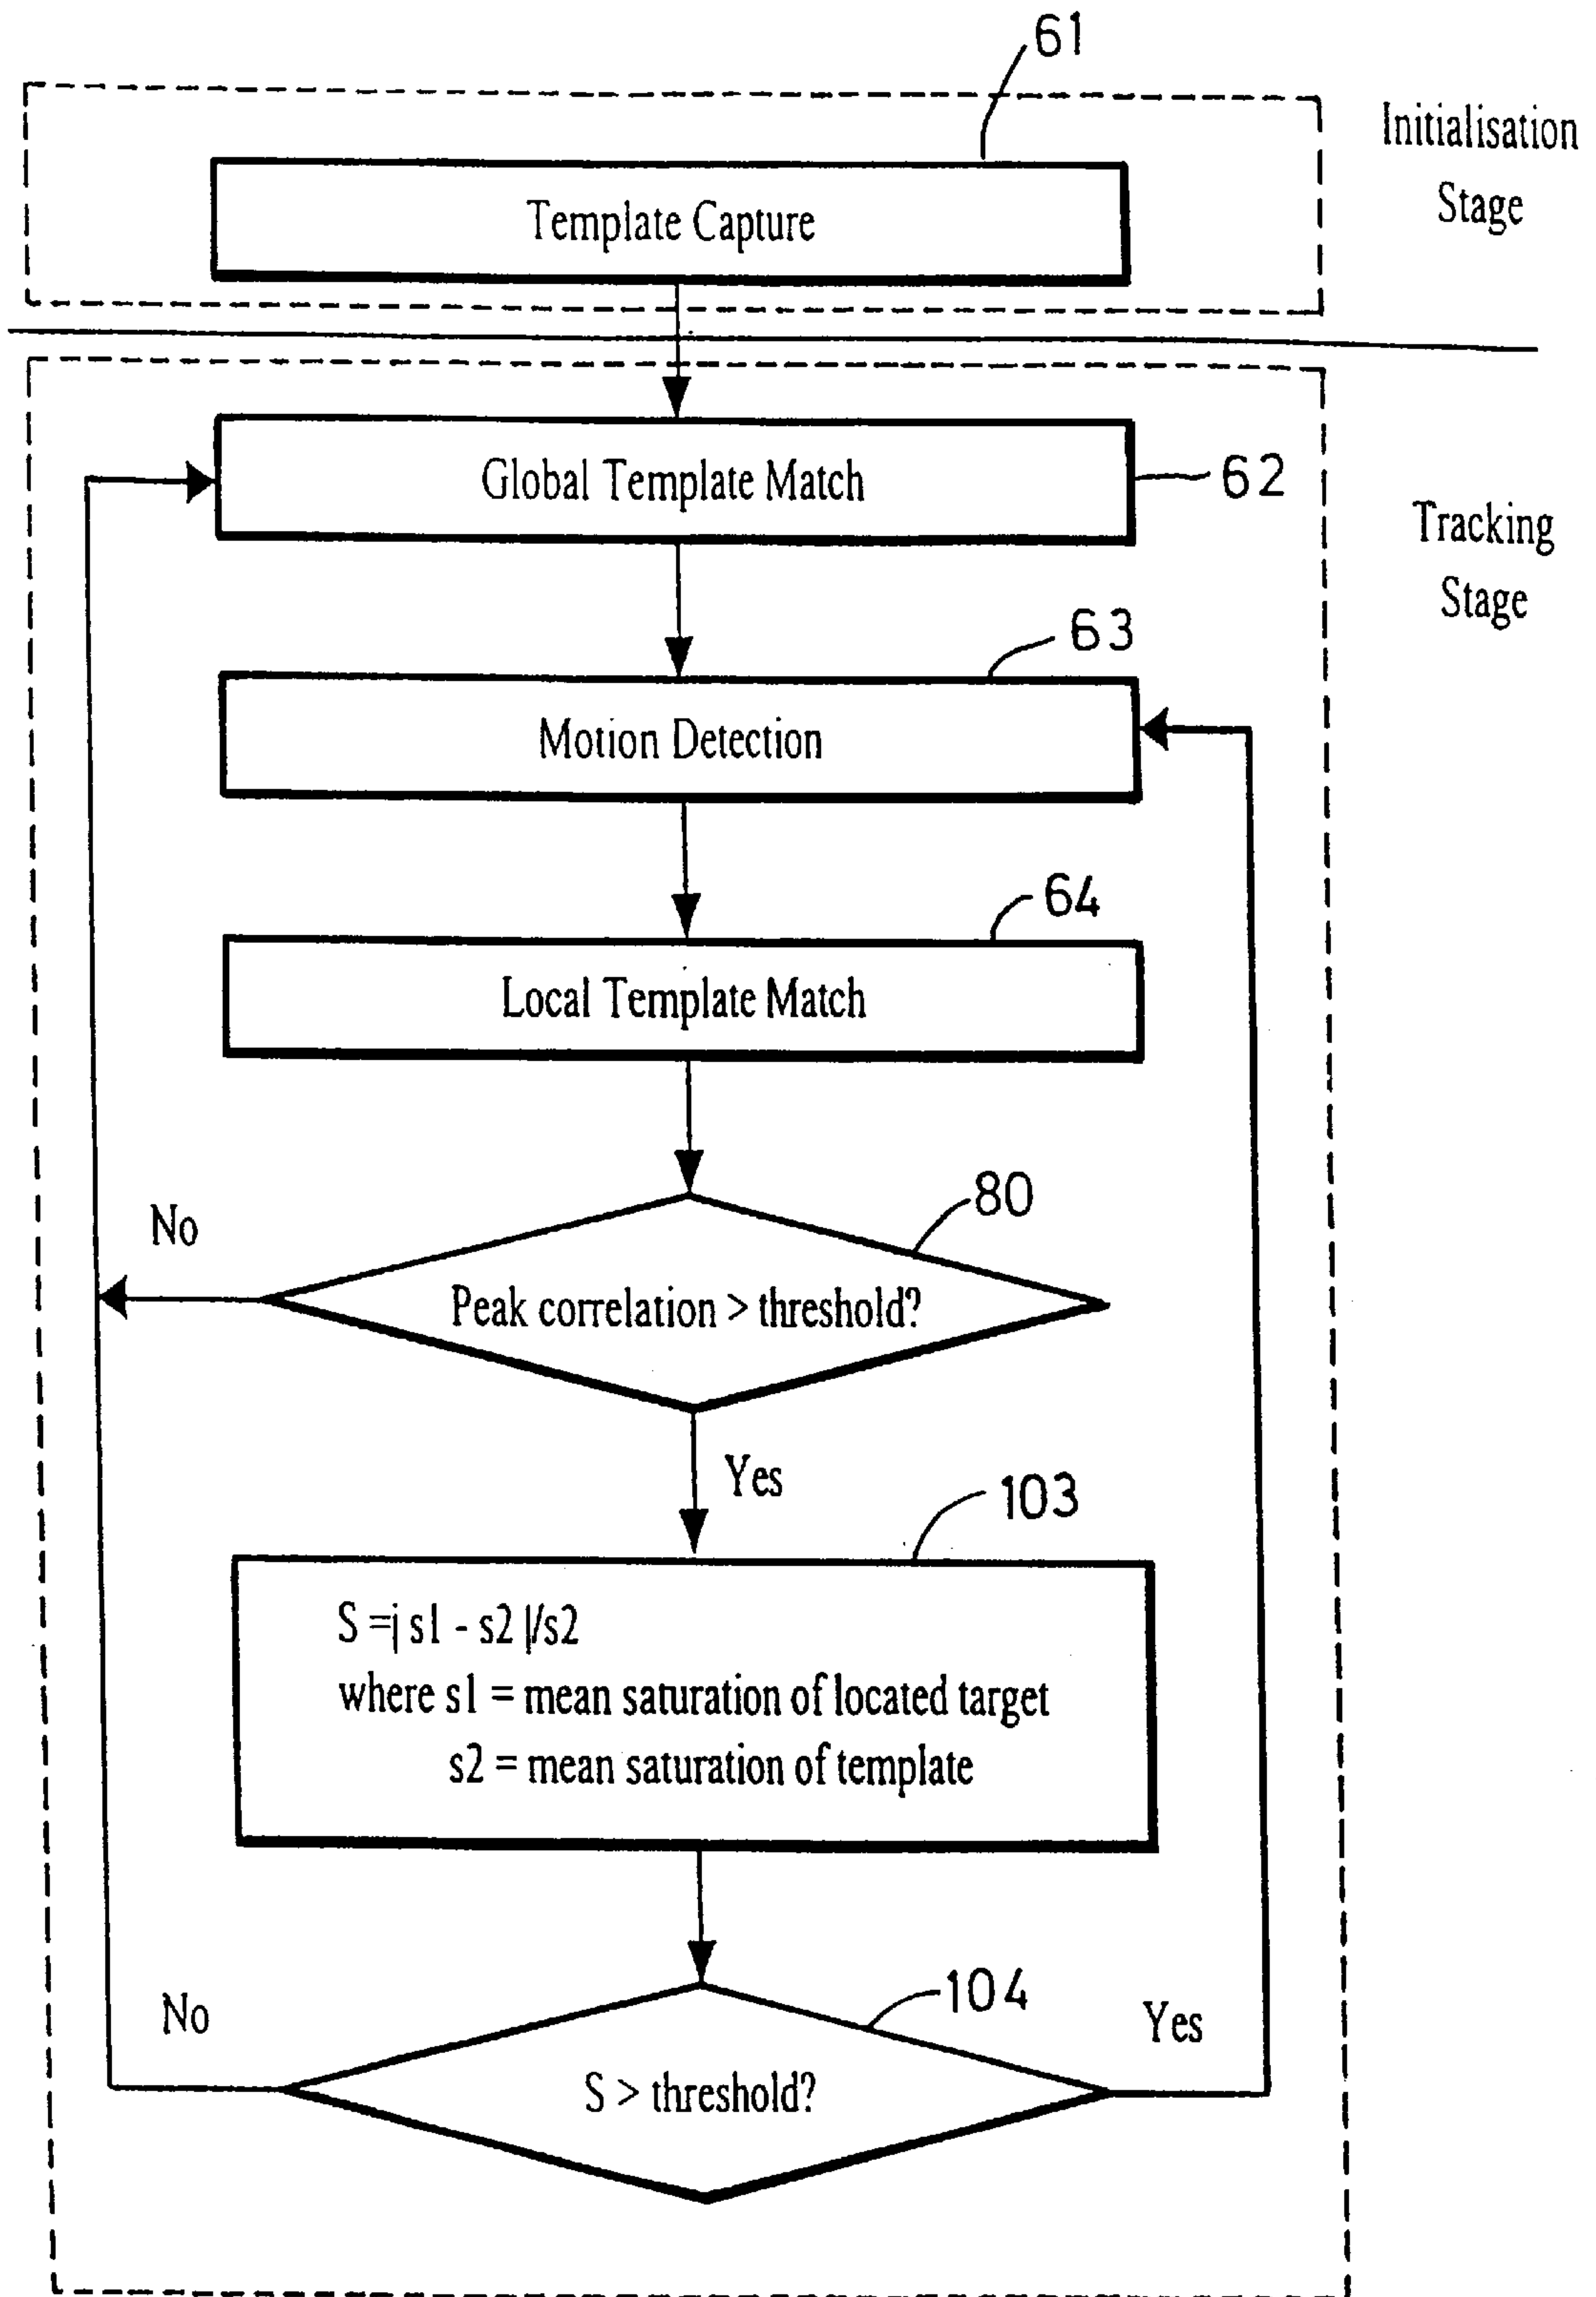 61
Initialisation
Stage
Template Capture
Global Template Match
62
Tracking
Stage
63
Motion Detection
64
Local Template Match
80
No
Peak correlation > threshold?
Yes
103
S =| s1 - s2 |/s2
where s1 = mean saturation of located target
s2 = mean saturation of template
104
No
Yes
S > threshold?